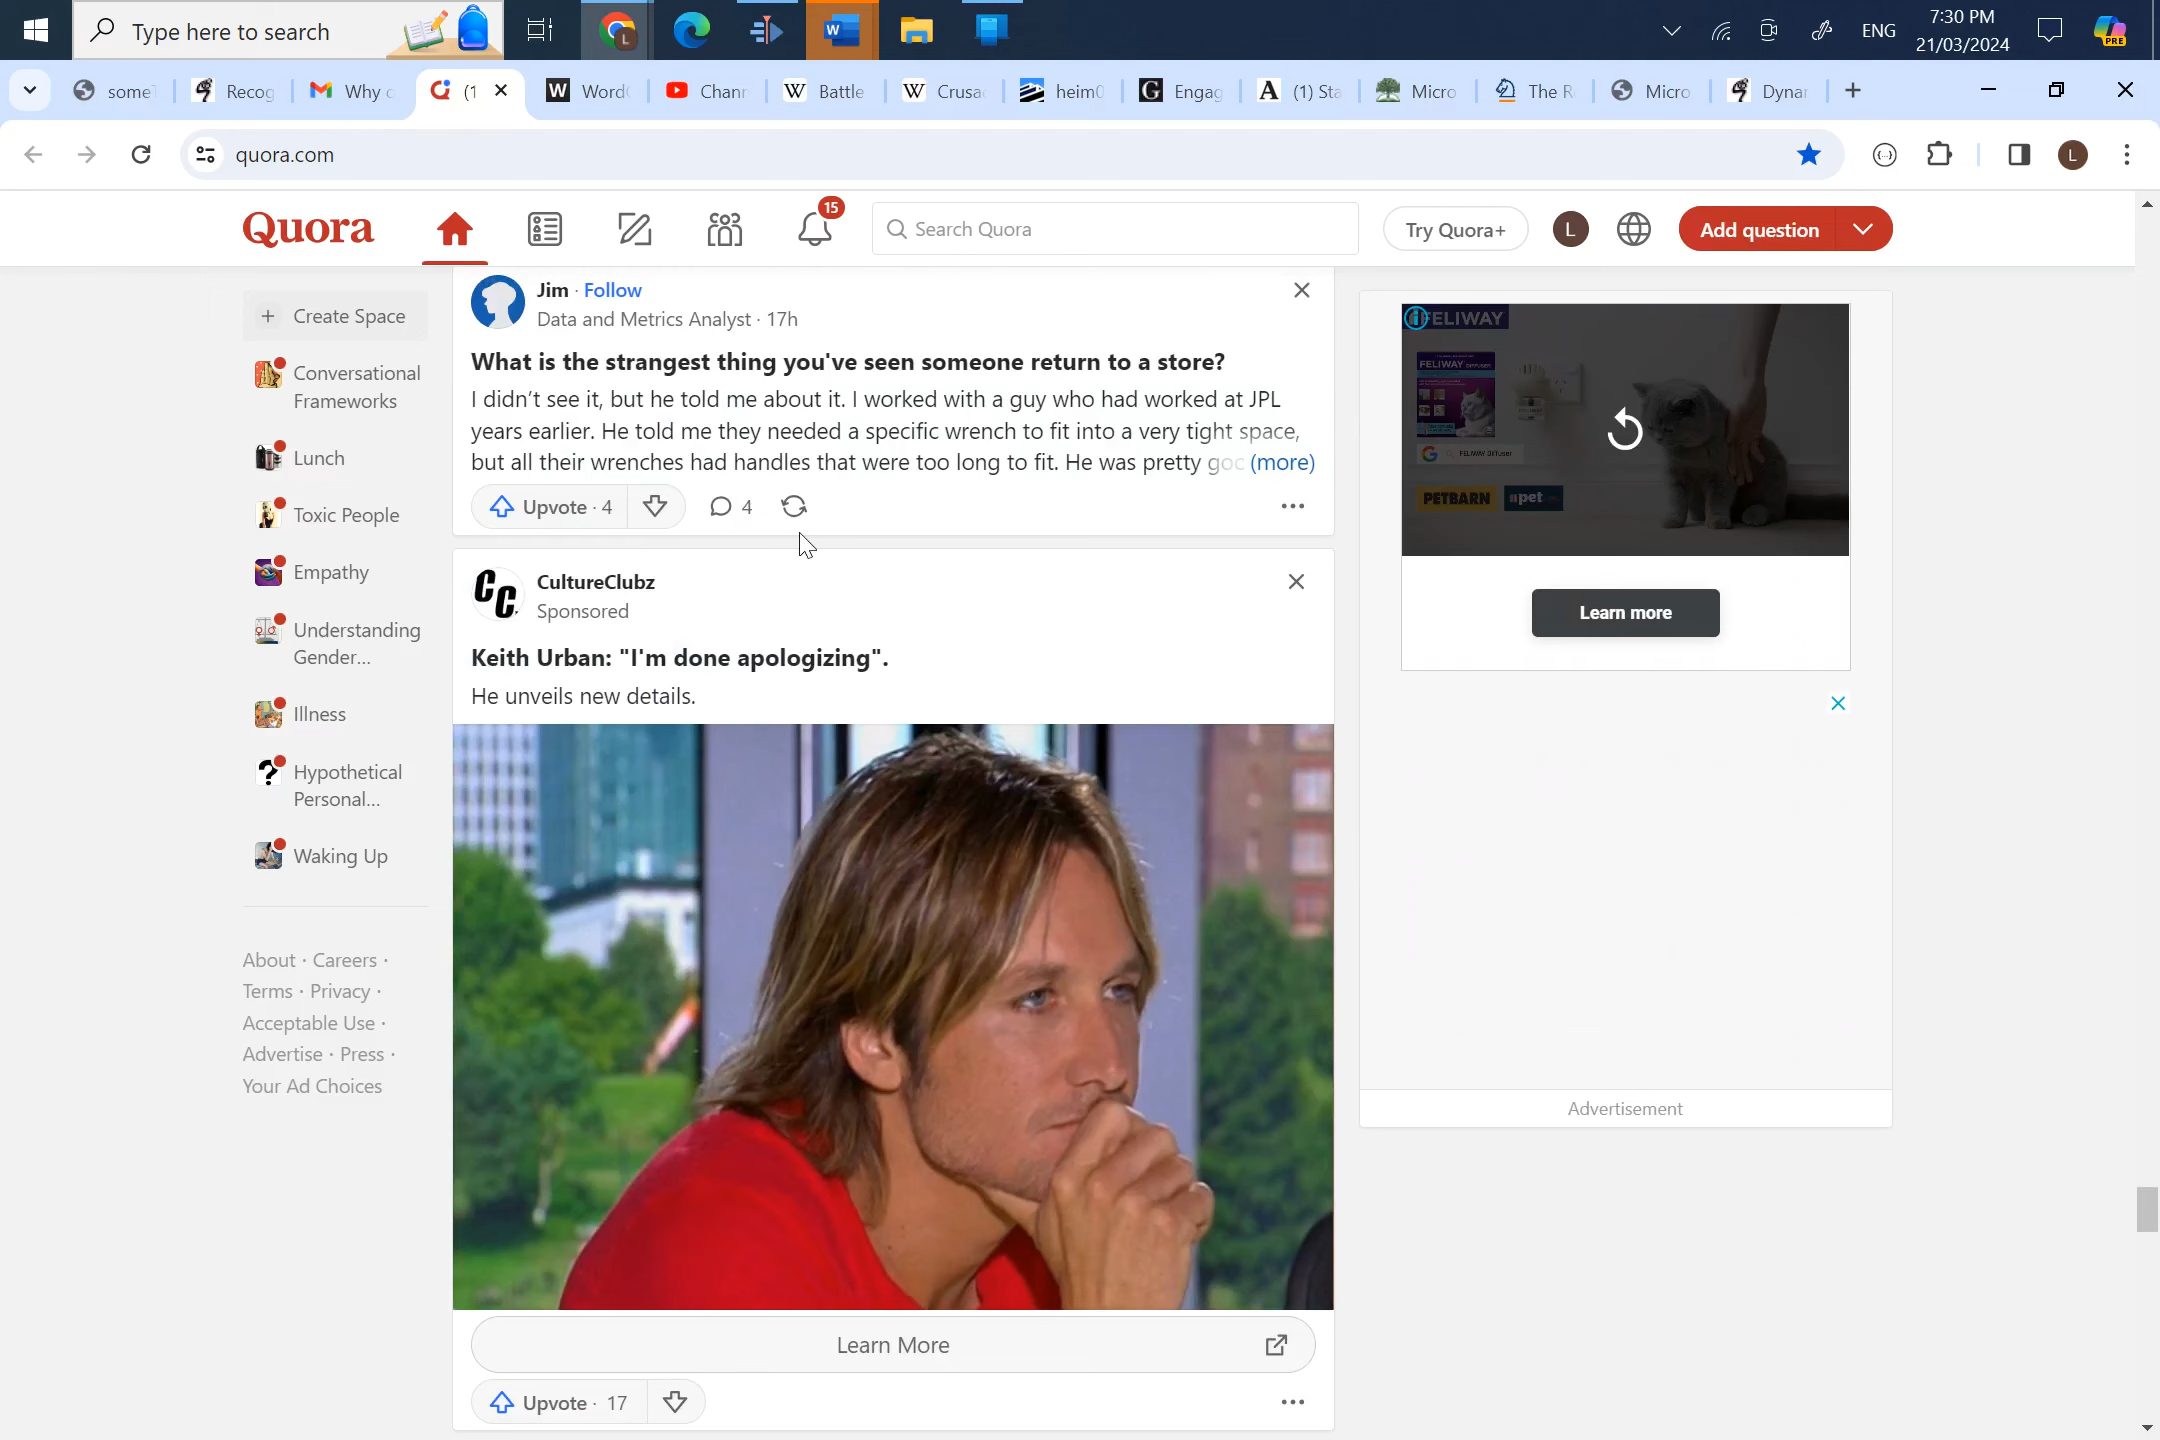 Type here to search
ENG
7:30 PM
21/03/2024
PRE
Recog
Why
(1
Word
Chann
Battle
Crusa
heim0
Engag
(1) Sta
Micro
The R
Micro
Dynar
quora.com
L
Quora
15
Search Quora
Try Quora+
L
Add question
Create Space
Conversational
Frameworks
Lunch
Toxic People
Empathy
Understanding
Gender...
Illness
Hypothetical
Personal...
Waking Up
About · Careers ·
Terms · Privacy ·
Acceptable Use ·
Advertise · Press ·
Your Ad Choices
Jim · Follow
Data and Metrics Analyst · 17h
What is the strangest thing you've seen someone return to a store?
I didn't see it, but he told me about it. I worked with a guy who had worked at JPL
years earlier. He told me they needed a specific wrench to fit into a very tight space,
but all their wrenches had handles that were too long to fit. He was pretty goo (more)
Upvote · 4
4
CC
CultureClubz
Sponsored
Keith Urban: "I'm done apologizing".
He unveils new details.
Learn More
Upvote · 17
FELIWAY
FELIWAY
FELIWAY Diffuser
PETBARN
Learn more
Advertisement